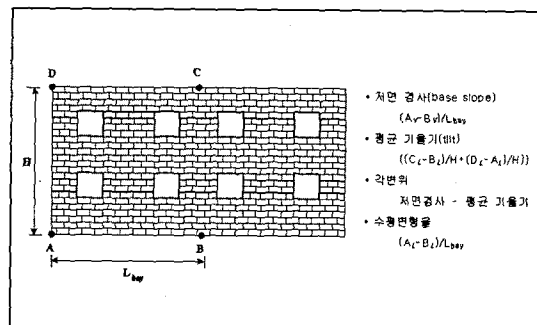 D
C
H
A
B
L_bay
• 저면 경사(base slope)
(A_v-B_v)/L_bay
• 평균 기울기(tilt)
((C_L-B_L)/H+(D_L-A_L)/H))
• 각변위
저면경사 - 평균 기울기
• 수평변형율
(A_L-B_L)/L_bay